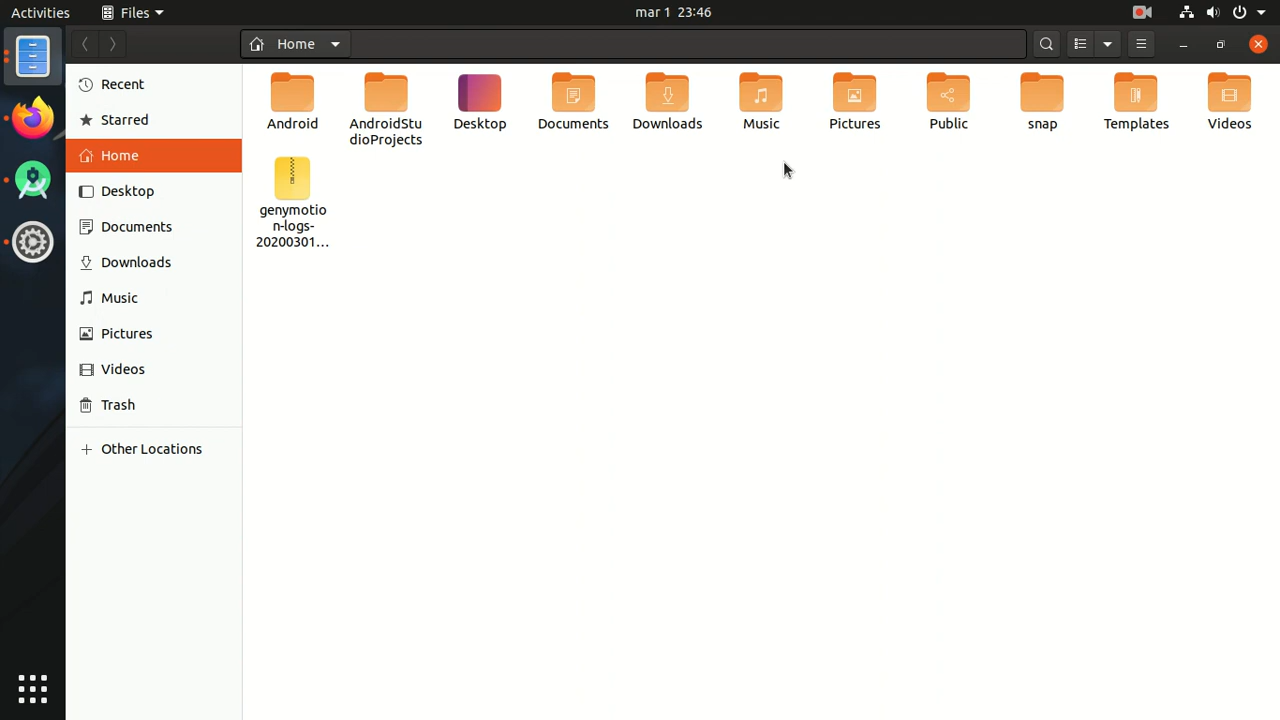 Activities Files mar 1 23:46
Home
Recent
Starred
Home
Desktop
Documents
Downloads
Music
Pictures
Videos
Trash
Other Locations
Android AndroidStu Desktop Documents Downloads Music Pictures Public snap Templates Videos
dioProjects
genymotio
n-logs-
20200301…